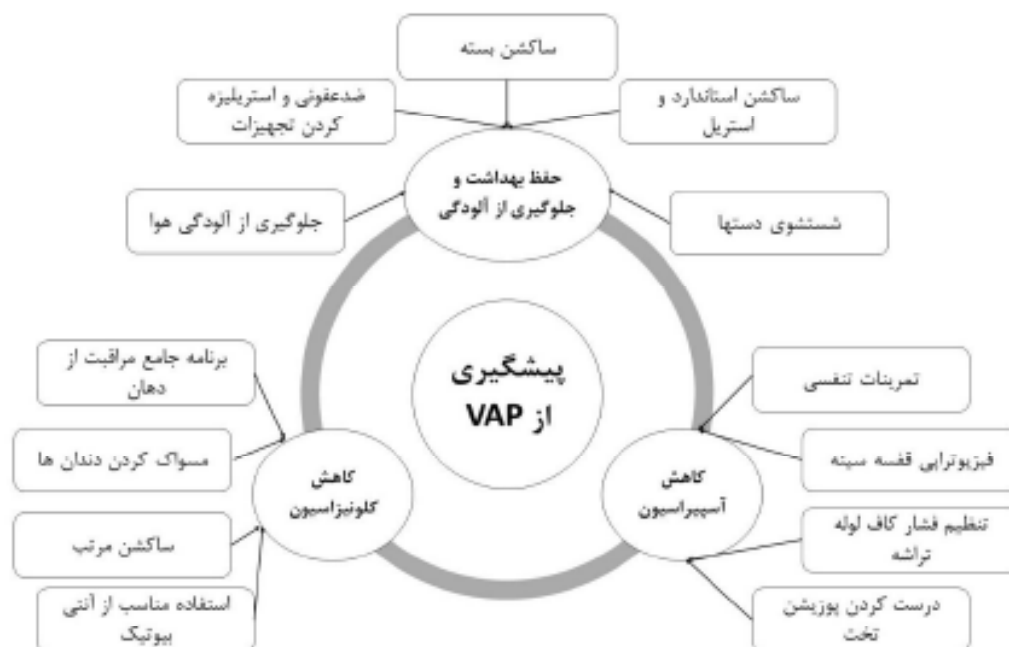 ساکشن بسته
ضدعفونی و استریلیزه
کردن تجهیزات
ساکشن استاندارد و
استریل
حفظ بهداشت و
جلوگیری از آلودگی
جلوگیری از آلودگی هوا
شستشوی دستها
پیشگیری
از VAP
برنامه جامع مراقبت از
دهان
تمرینات تنفسی
مسواک کردن دندان ها
فیزیوتراپی قفسه سینه
کاهش
کلونیزاسیون
کاهش
آسپیراسیون
ساکشن مرتب
تنظیم فشار کاف لوله
تراشه
استفاده مناسب از آنتی
بیوتیک
درست کردن پوزیشن
تخت